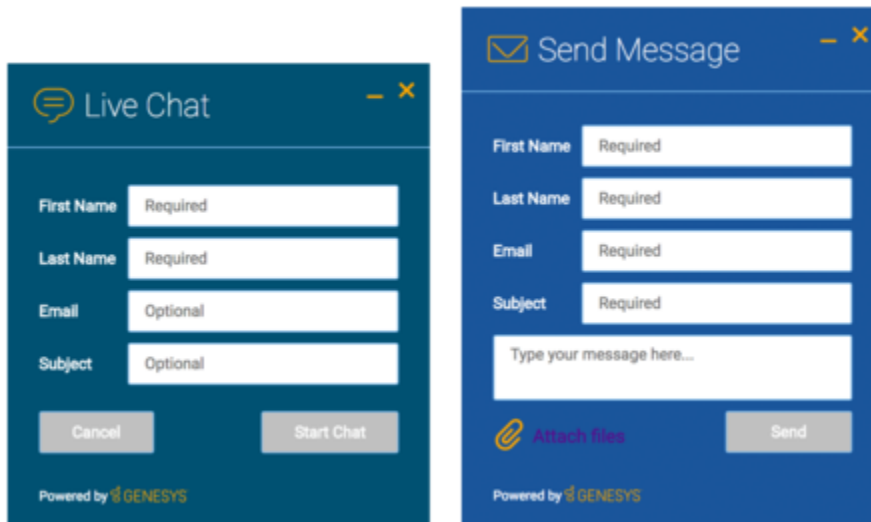 Live Chat
First Name Required
Last Name Required
Email Optional
Subject Optional
Cancel Start Chat
Powered by GENESYS
Send Message
First Name Required
Last Name Required
Email Required
Subject Required
Type your message here...
Attach files Send
Powered by GENESYS